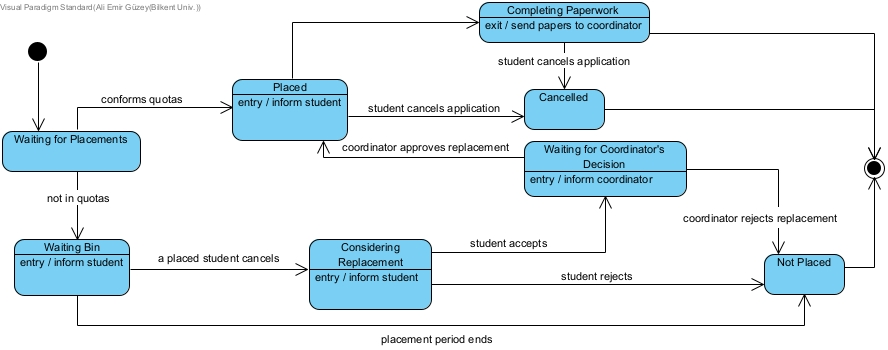 Visual Paradigm Standard(Ali Emir Güzey(Bilkent Univ.))
Completing Paperwork
exit / send papers to coordinator
student cancels application
conforms quotas
Placed
entry / inform student
student cancels application
Cancelled
Waiting for Placements
coordinator approves replacement
Waiting for Coordinator's
Decision
entry / inform coordinator
not in quotas
coordinator rejects replacement
Waiting Bin
entry / inform student
a placed student cancels
Considering
Replacement
entry / inform student
student accepts
student rejects
Not Placed
placement period ends